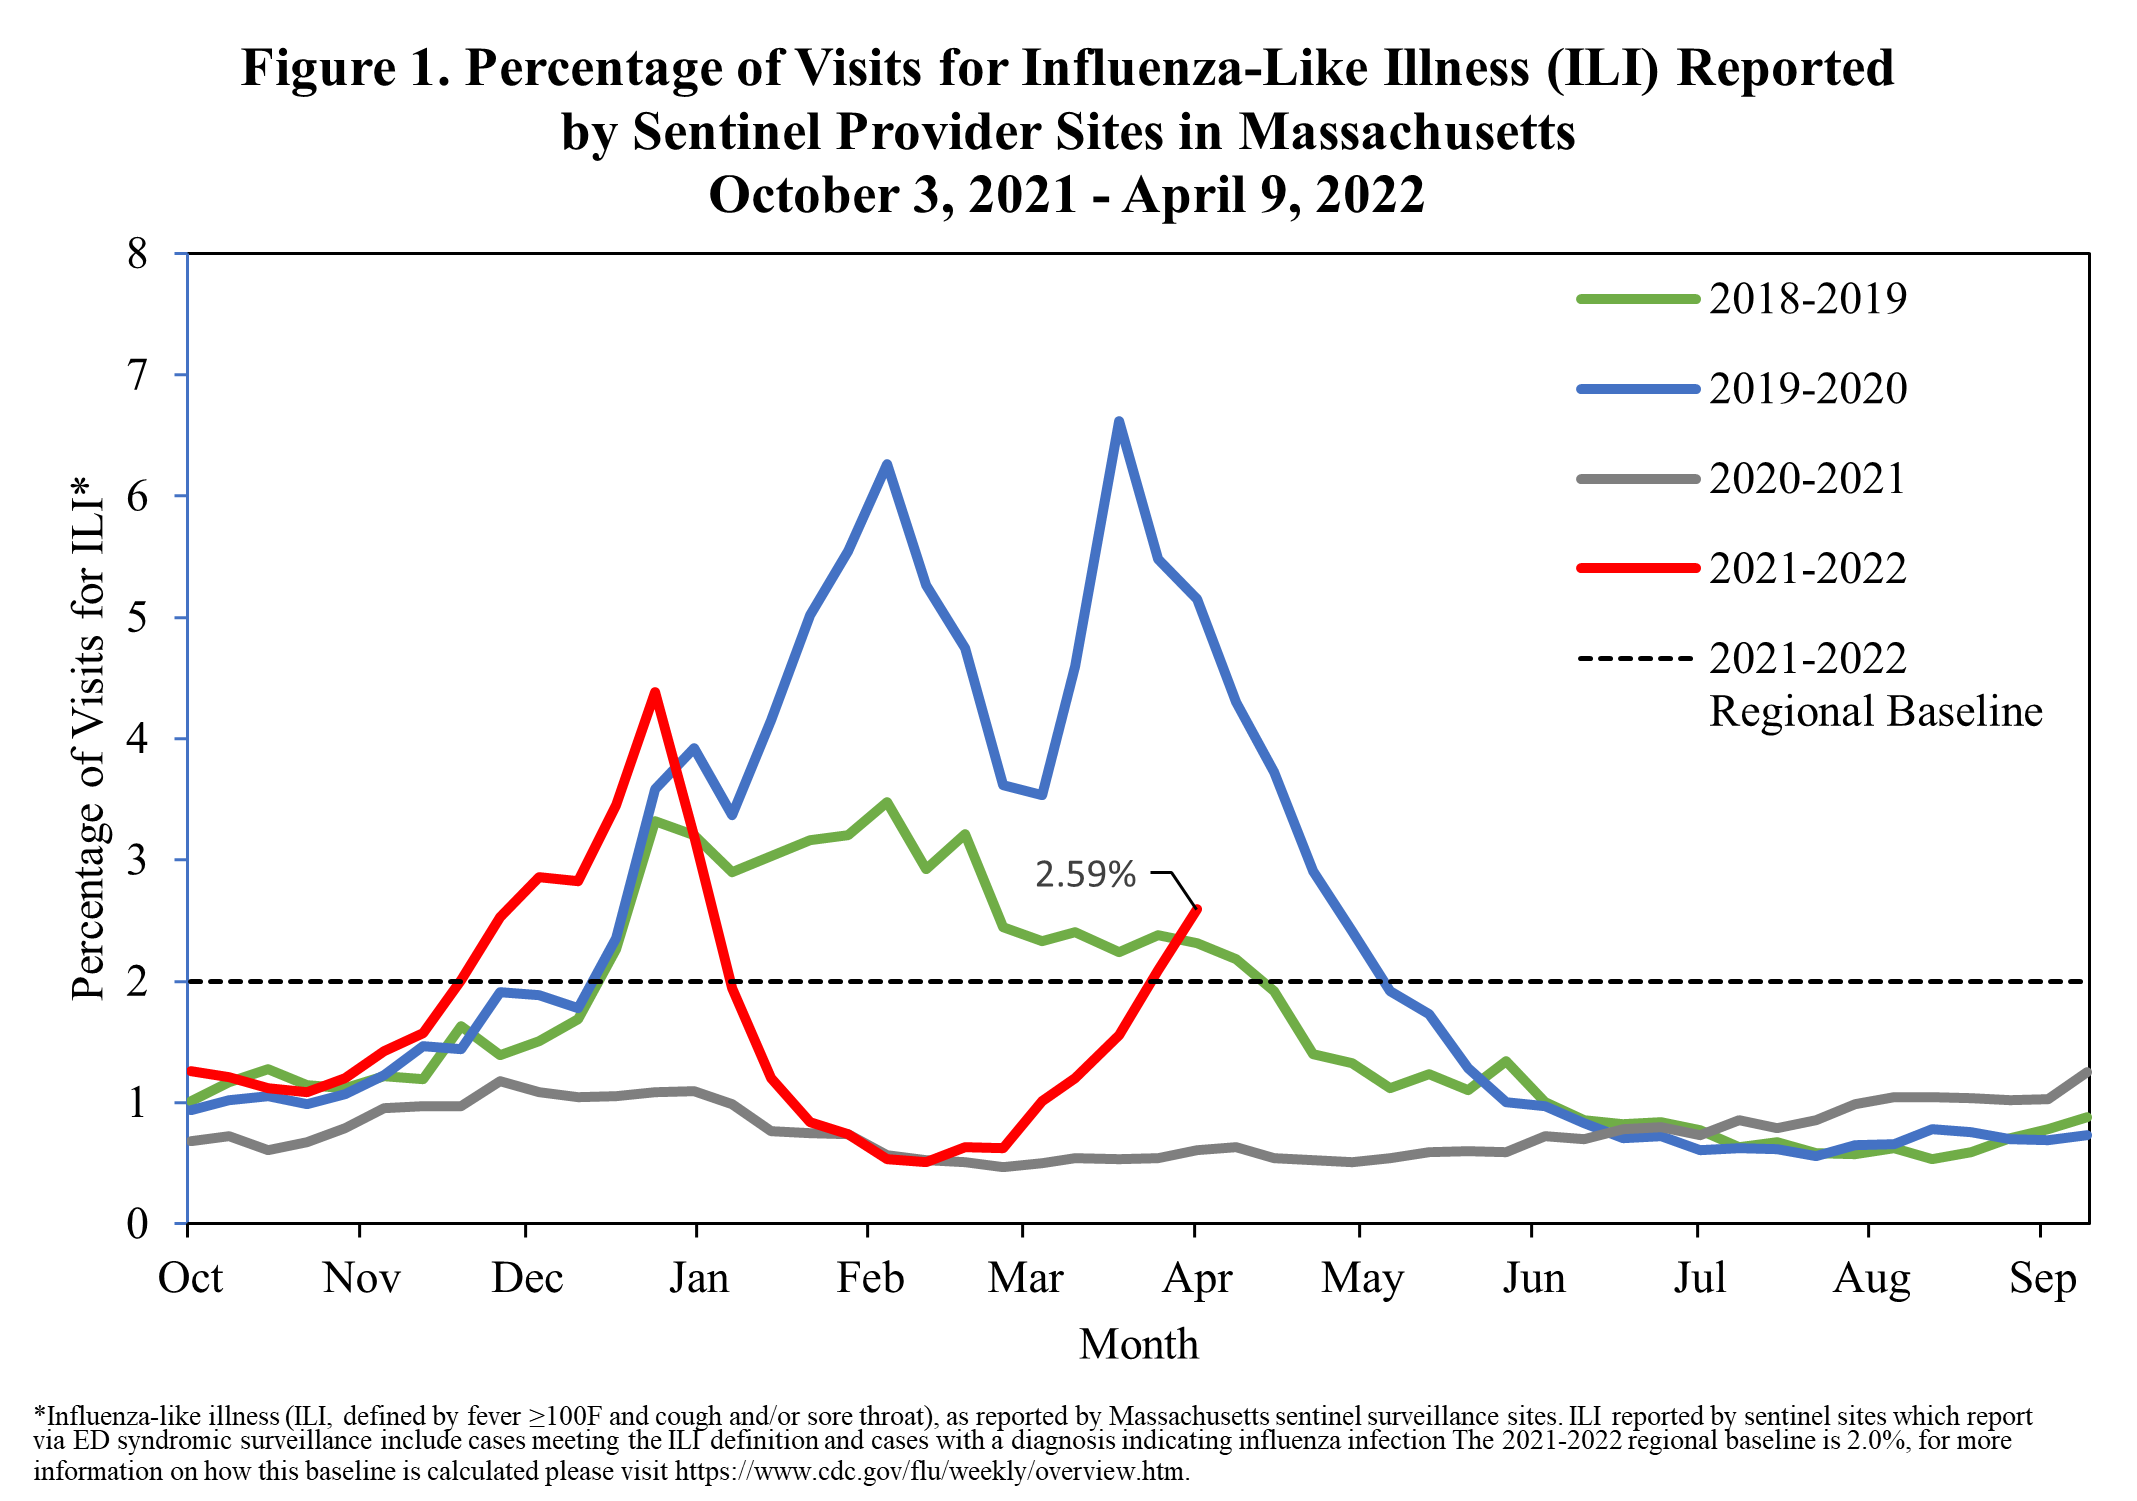 Figure 1. Percentage of Visits for Influenza-Like Illness (ILI) Reported
by Sentinel Provider Sites in Massachusetts
October 3, 2021 - April 9, 2022
Percentage of Visits for ILI*
8
7
6
5
4
3
2
1
0
2018-2019
2019-2020
2020-2021
2021-2022
2021-2022
Regional Baseline
2.59%
Oct Nov Dec Jan Feb Mar Apr May Jun Jul Aug Sep
Month
*Influenza-like illness (ILI, defined by fever ≥100F and cough and/or sore throat), as reported by Massachusetts sentinel surveillance sites. ILI reported by sentinel sites which report
via ED syndromic surveillance include cases meeting the ILI definition and cases with a diagnosis indicating influenza infection The 2021-2022 regional baseline is 2.0%, for more
information on how this baseline is calculated please visit https://www.cdc.gov/flu/weekly/overview.htm.